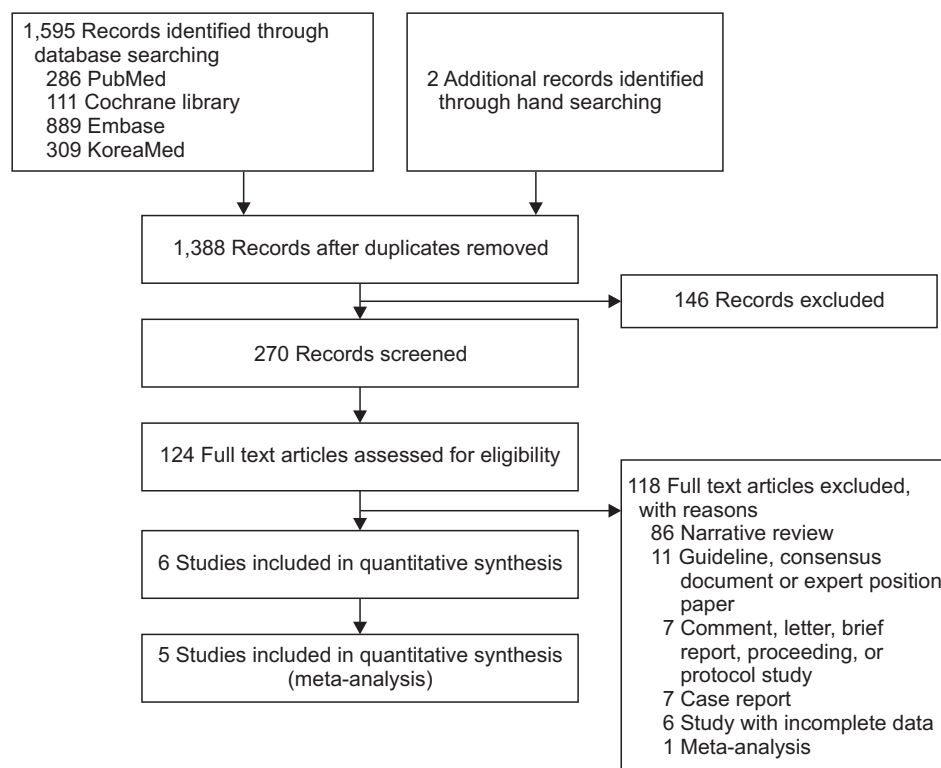 1,595 Records identified through
database searching
286 PubMed
111 Cochrane library
889 Embase
309 KoreaMed
2 Additional records identified
through hand searching
1,388 Records after duplicates removed
146 Records excluded
270 Records screened
124 Full text articles assessed for eligibility
118 Full text articles excluded,
with reasons
86 Narrative review
11 Guideline, consensus
document or expert position
paper
7 Comment, letter, brief
report, proceeding, or
protocol study
7 Case report
6 Study with incomplete data
1 Meta-analysis
6 Studies included in quantitative synthesis
5 Studies included in quantitative synthesis
(meta-analysis)